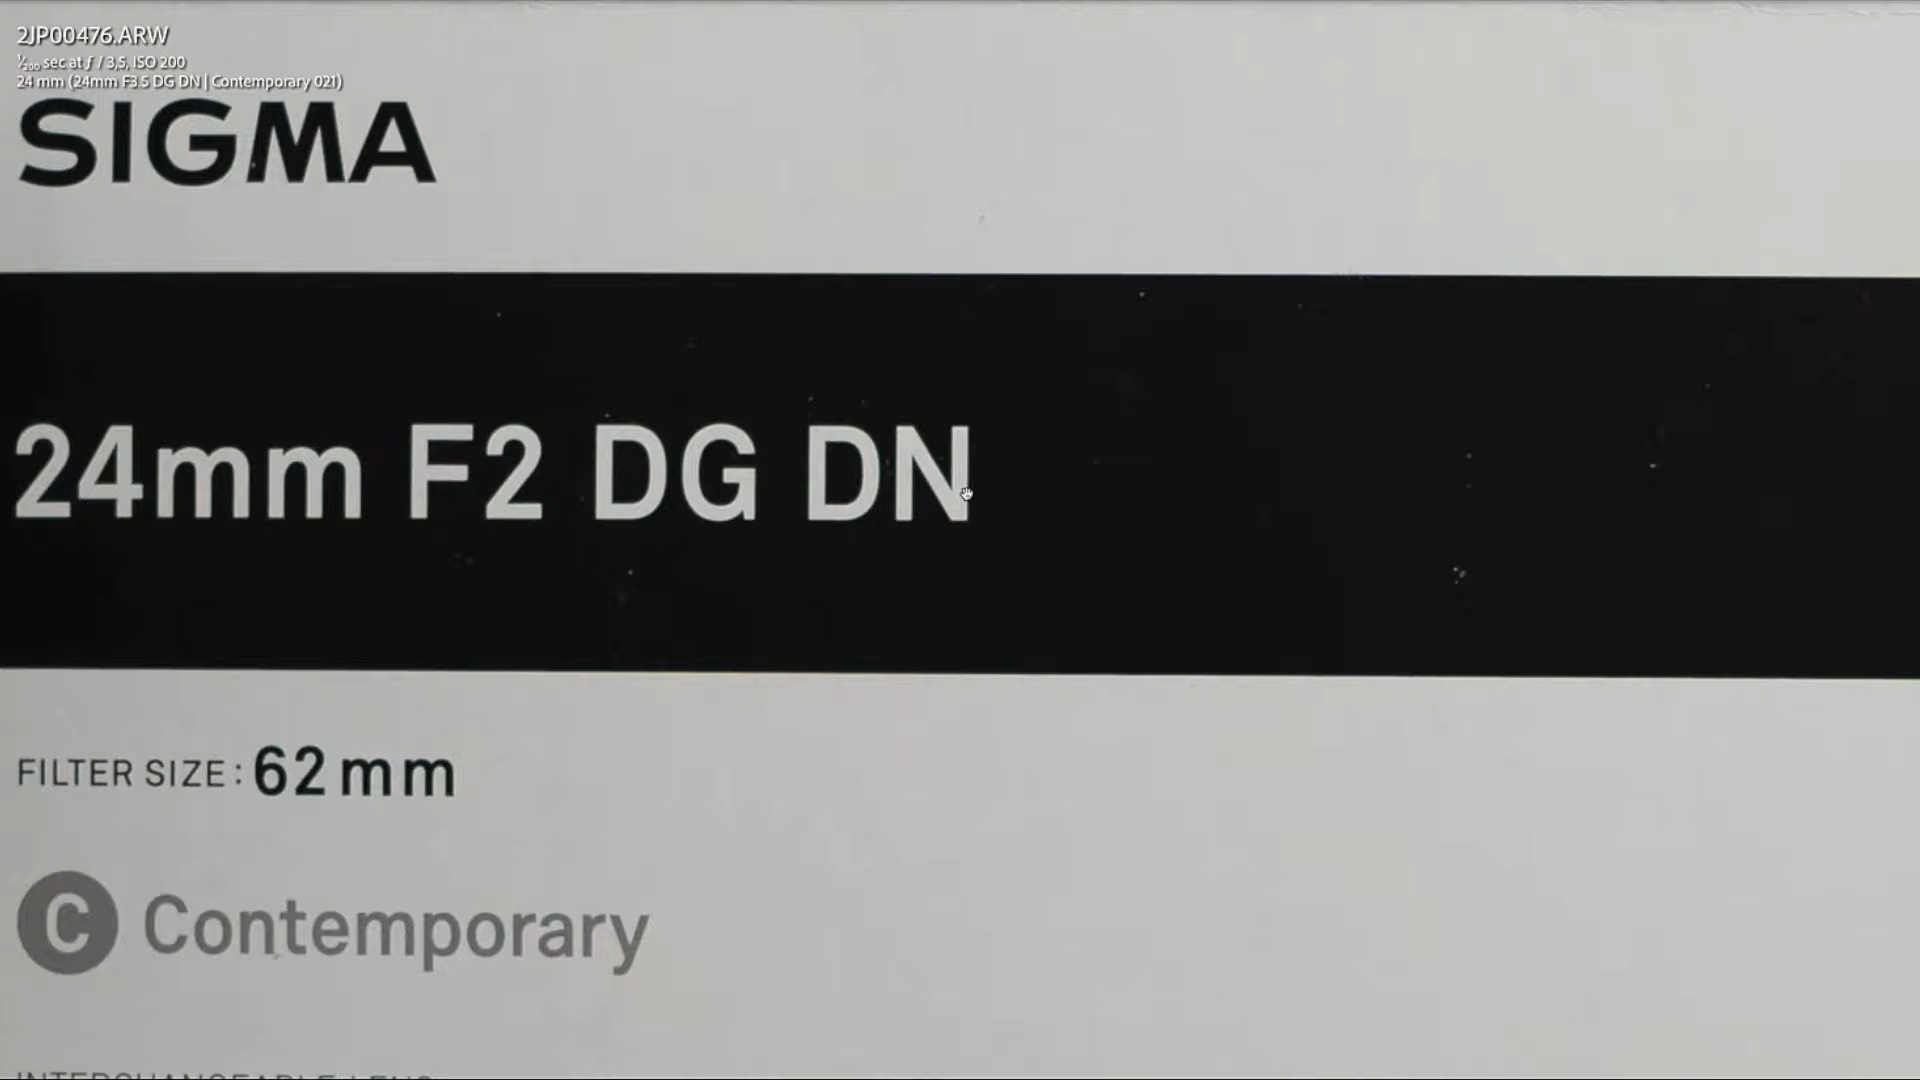 2JP00476.ARW
1/200 sec at ƒ / 3,5, ISO 200
24 mm (24mm F3.5 DG DN | Contemporary 021)
SIGMA
24mm F2 DG DN
FILTER SIZE: 62mm
C Contemporary
INTERCHANGEABLE LENS